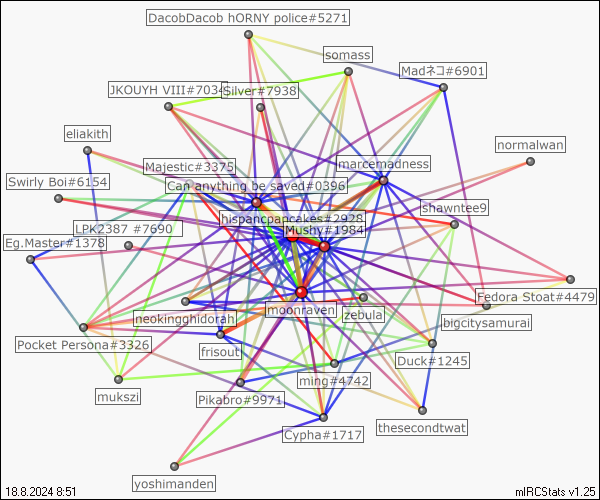 DacobDacob hORNY police#5271
somass
Madネコ#6901
JKOUYH VIII#7034
Silver#7938
eliakith
normalwan
Majestic#3375
marcemadness
Swirly Boi#6154
Can anything be saved#0396
shawntee9
hispanicpapcakes#2928
LPK2387 #7690
Mushy#1984
Eg.Master#1378
Fedora Stoat#4479
moonraven
zebula
neokingghidorah
bigcitysamurai
Pocket Persona#3326
frisout
Duck#1245
ming#4742
mukszi
Pikabro#9971
thesecondtwat
Cypha#1717
yoshimanden
18.8.2024 8:51
mIRCStats v1.25